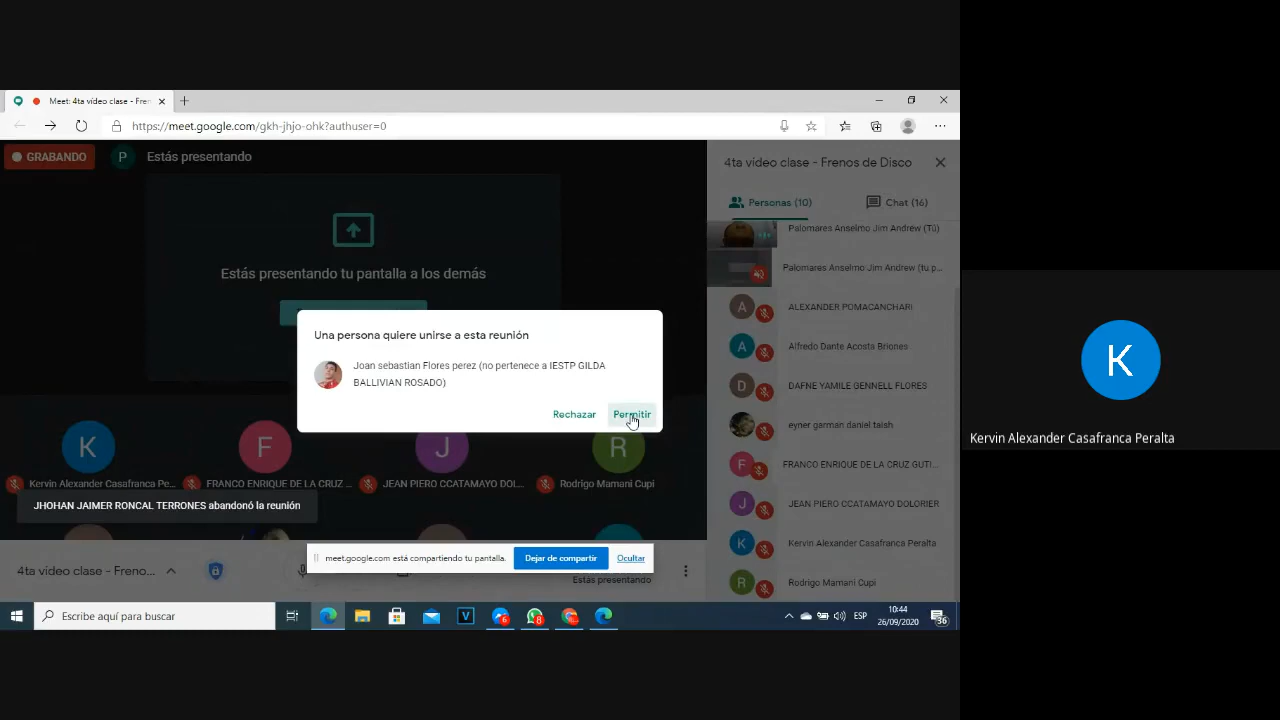 Meet: 4ta vídeo clase - Fren
https://meet.google.com/gkh-jhjo-ohk?authuser=0
GRABANDO
P
Estás presentando
4ta vídeo clase - Frenos de Disco
Personas (10)
Chat (16)
Estás presentando tu pantalla a los demás
Palomares Anselmo Jim Andrew (Tú)
Palomares Anselmo Jim Andrew (tu p...
A
ALEXANDER POMACANCHARI
A
Alfredo Dante Acosta Briones
D
DAFNE YAMILE GENNELL FLORES
eyner garman daniel taish
F
FRANCO ENRIQUE DE LA CRUZ GUTI...
J
JEAN PIERO CCATAMAYO DOLORIER
K
Kervin Alexander Casafranca Peralta
R
Rodrigo Mamani Cupi
Una persona quiere unirse a esta reunión
Joan sebastian Flores perez (no pertenece a IESTP GILDA
BALLIVIAN ROSADO)
Rechazar
Permitir
K
F
J
R
Kervin Alexander Casafranca Pe...
FRANCO ENRIQUE DE LA CRUZ ...
JEAN PIERO CCATAMAYO DOL...
Rodrigo Mamani Cupi
JHOHAN JAIMER RONCAL TERRONES abandonó la reunión
meet.google.com está compartiendo tu pantalla.
Dejar de compartir
Ocultar
4ta vídeo clase - Freno...
Estás presentando
Escribe aquí para buscar
V
6
8
ESP
10:44
26/09/2020
36
K
Kervin Alexander Casafranca Peralta